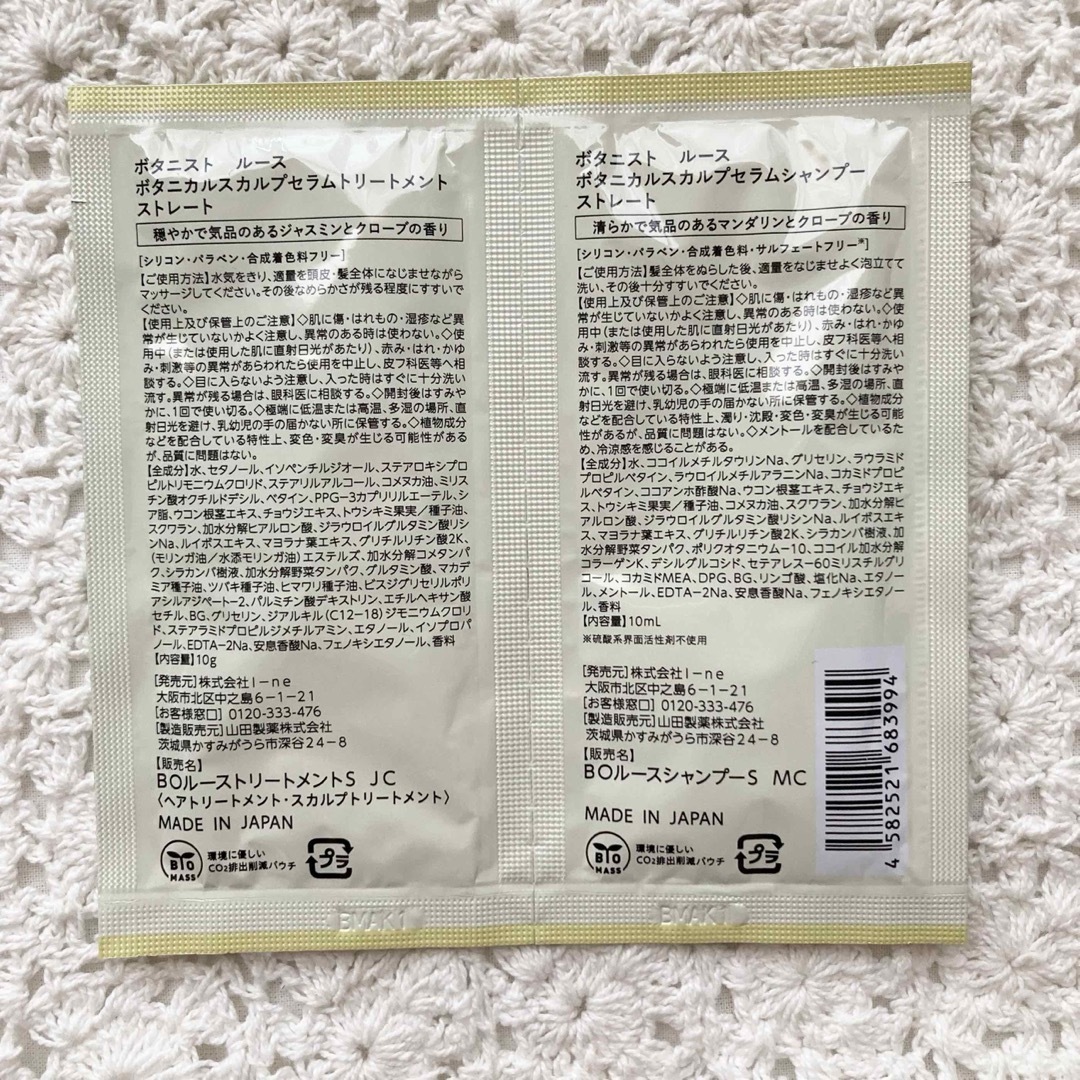 ボタニスト ルース
ボタニカルスカルプセラムトリートメント
ストレート
穏やかで気品のあるジャスミンとクローブの香り
[シリコン・パラベン・合成着色料フリー]
【ご使用方法】水気をきり、適量を頭皮・髪全体になじませながら
マッサージしてください。その後なめらかさが残る程度にすすいで
ください。
【使用上及び保管上のご注意】◇肌に傷・はれもの・湿疹など異
常が生じていないかよく注意し、異常のある時は使わない。◇使
用中(または使用した肌に直射日光があたり)、赤み・はれ・かゆ
み・刺激等の異常があらわれたら使用を中止し、皮フ科医等へ相
談する。◇目に入らないよう注意し、入った時はすぐに十分洗い
流す。異常が残る場合は、眼科医に相談する。◇開封後はすみや
かに、1回で使い切る。◇極端に低温または高温、多湿の場所、直
射日光を避け、乳幼児の手の届かない所に保管する。◇植物成分
などを配合している特性上、変色・変臭が生じる可能性があるが
が、品質に問題はない。
【全成分】水、セタノール、イソペンチルジオール、ステアロキシプロ
ピルトリモニウムクロリド、ステアリルアルコール、コメヌカ油、ミリス
チン酸オクチルドデシル、ベタイン、PPG-3カプリリルエーテル、シ
ア脂、ウコン根茎エキス、チョウジエキス、トウシキミ果実/種子油、
スクワラン、加水分解ヒアルロン酸、ジラウロイルグルタミン酸リシ
ンNa、ルイボスエキス、マヨラナ葉エキス、グリチルリチン酸2K、
(モリンガ油/水添モリンガ油)エステルズ、加水分解コメタンパ
ク、シラカンバ樹液、加水分解野菜タンパク、グルタミン酸、マカデ
ミア種子油、ツバキ種子油、ヒマワリ種子油、ビスジグリセリルポリ
アシルアジペート-2、パルミチン酸デキストリン、エチルヘキサン酸
セチル、BG、グリセリン、ジアルキル(C12-18)ジモニウムクロリ
ド、ステアラミドプロピルジメチルアミン、エタノール、イソプロパ
ノール、EDTA-2Na、安息香酸Na、フェノキシエタノール、香料
【内容量】10g
[発売元]株式会社I-ne
大阪市北区中之島6-1-21
[お客様窓口]0120-333-476
[製造販売元]山田製薬株式会社
茨城県かすみがうら市深谷24-8
【販売名】
BOルーストリートメントS JC
〈ヘアトリートメント・スカルプトリートメント〉
MADE IN JAPAN
BIO
MASS
環境に優しい
CO2排出削減パウチ
プラ
ボタニスト ルース
ボタニカルスカルプセラムシャンプー
ストレート
清らかで気品のあるマンダリンとクローブの香り
[シリコン・パラベン・合成着色料・サルフェートフリー※]
【ご使用方法】髪全体をぬらした後、適量をなじませよく泡立てて
洗い、その後十分すすいでください。
【使用上及び保管上のご注意】◇肌に傷・はれもの・湿疹など異
常が生じていないかよく注意し、異常のある時は使わない。◇使
用中(または使用した肌に直射日光があたり)、赤み・はれ・かゆ
み・刺激等の異常があらわれたら使用を中止し、皮フ科医等へ相
談する。◇目に入らないよう注意し、入った時はすぐに十分洗い
流す。異常が残る場合は、眼科医に相談する。◇開封後はすみや
かに、1回で使い切る。◇極端に低温または高温、多湿の場所、直
射日光を避け、乳幼児の手の届かない所に保管する。◇植物成
分などを配合している特性上、濁り・沈殿・変色・変臭が生じる可
能性があるが、品質に問題はない。◇メントールを配合しているた
め、冷涼感を感じることがある。
【全成分】水、ココイルメチルタウリンNa、グリセリン、ラウラミド
プロピルベタイン、ラウロイルメチルアラニンNa、コカミドプロピ
ルベタイン、ココアンホ酢酸Na、ウコン根茎エキス、チョウジエキ
ス、トウシキミ果実/種子油、コメヌカ油、スクワラン、加水分解ヒ
アルロン酸、ジラウロイルグルタミン酸リシンNa、ルイボスエキ
ス、マヨラナ葉エキス、グリチルリチン酸2K、シラカンバ樹液、加
水分解野菜タンパク、ポリクオタニウム-10、ココイル加水分解
コラーゲンK、デシルグルコシド、セテアレス-60ミリスチルグリ
コール、コカミドMEA、DPG、BG、リンゴ酸、塩化Na、エタノー
ル、メントール、EDTA-2Na、安息香酸Na、フェノキシエタノー
ル、香料
【内容量】10mL
※硫酸系界面活性剤不使用
[発売元]株式会社I-ne
大阪市北区中之島6-1-21
[お客様窓口]0120-333-476
[製造販売元]山田製薬株式会社
茨城県かすみがうら市深谷24-8
【販売名】
BOルースシャンプーS MC
MADE IN JAPAN
BIO
MASS
環境に優しい
CO2排出削減パウチ
プラ
4 582521 683994